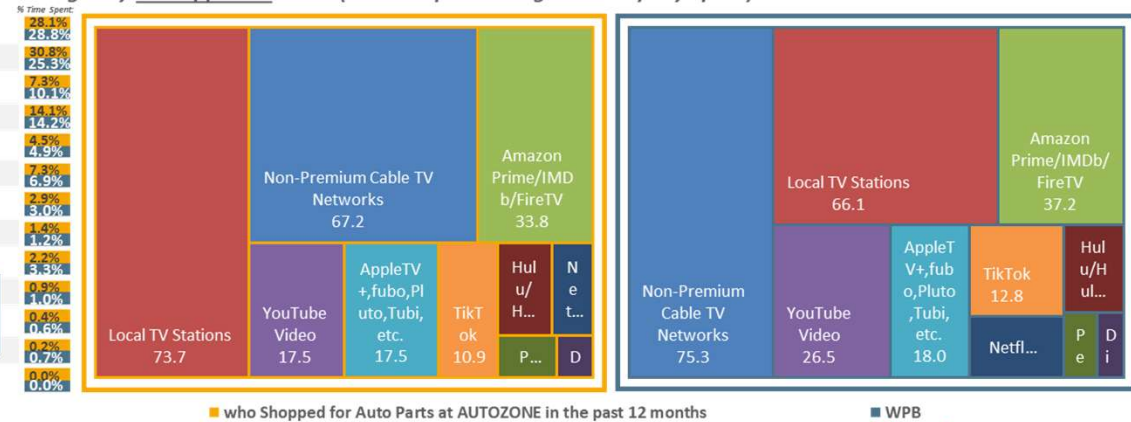 % Time Spent:
28.1%
28.8%
30.8%
25.3%
7.3%
10.1%
14.1%
14.2%
4.5%
4.9%
7.3%
6.9%
2.9%
3.0%
1.4%
1.2%
2.2%
3.3%
0.9%
1.0%
0.4%
0.6%
0.2%
0.7%
0.0%
0.0%
Local TV Stations
73.7
Non-Premium Cable TV
Networks
67.2
Amazon
Prime/IMD
b/FireTV
33.8
YouTube
Video
17.5
AppleTV
+,fubo,Pl
uto,Tubi,
etc.
17.5
TikT
ok
10.9
Hul
u/
H...
N
e
t...
P...
D
Non-Premium
Cable TV
Networks
75.3
Local TV Stations
66.1
Amazon
Prime/IMDb/
FireTV
37.2
YouTube
Video
26.5
AppleT
V+,fub
o,Pluto
,Tubi,
etc.
18.0
TikTok
12.8
Hul
u/H
ul...
Netfl...
P
e
D
i
who Shopped for Auto Parts at AUTOZONE in the past 12 months
WPB